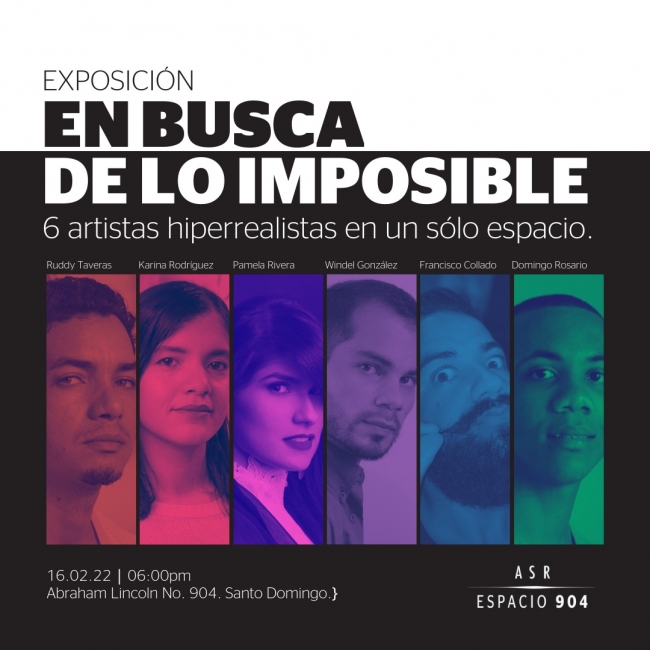 EXPOSICIÓN
EN BUSCA
DE LO IMPOSIBLE
6 artistas hiperrealistas en un sólo espacio.
Ruddy Taveras Karina Rodríguez Pamela Rivera Windel González Francisco Collado Domingo Rosario
16.02.22 | 06:00pm
Abraham Lincoln No. 904. Santo Domingo.}
ASR
ESPACIO 904